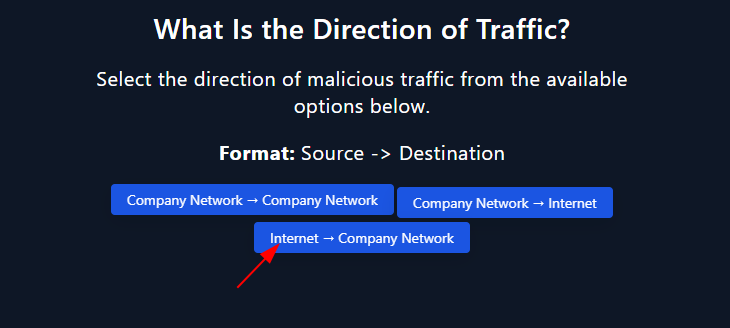 What Is the Direction of Traffic?
Select the direction of malicious traffic from the available
options below.
Format: Source -> Destination
Company Network → Company Network
Company Network → Internet
Internet → Company Network